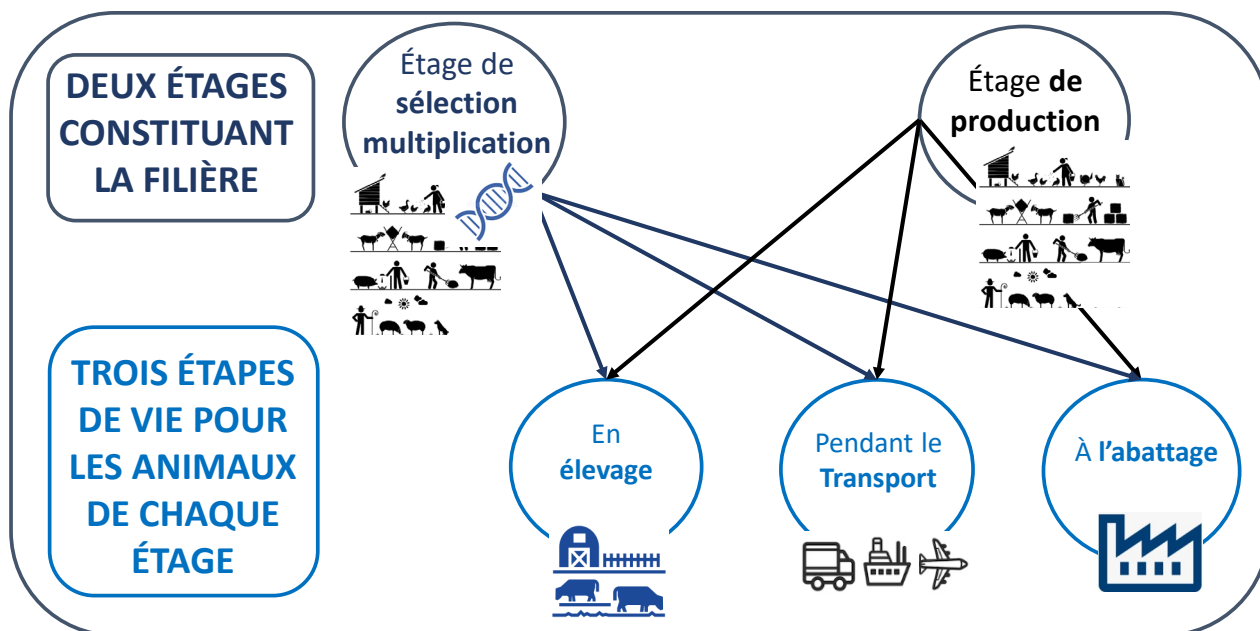 DEUX ÉTAGES
CONSTITUANT
LA FILIÈRE
Étage de
sélection
multiplication
Étage de
production
TROIS ÉTAPES
DE VIE POUR
LES ANIMAUX
DE CHAQUE
ÉTAGE
En
élevage
Pendant le
Transport
À l'abattage